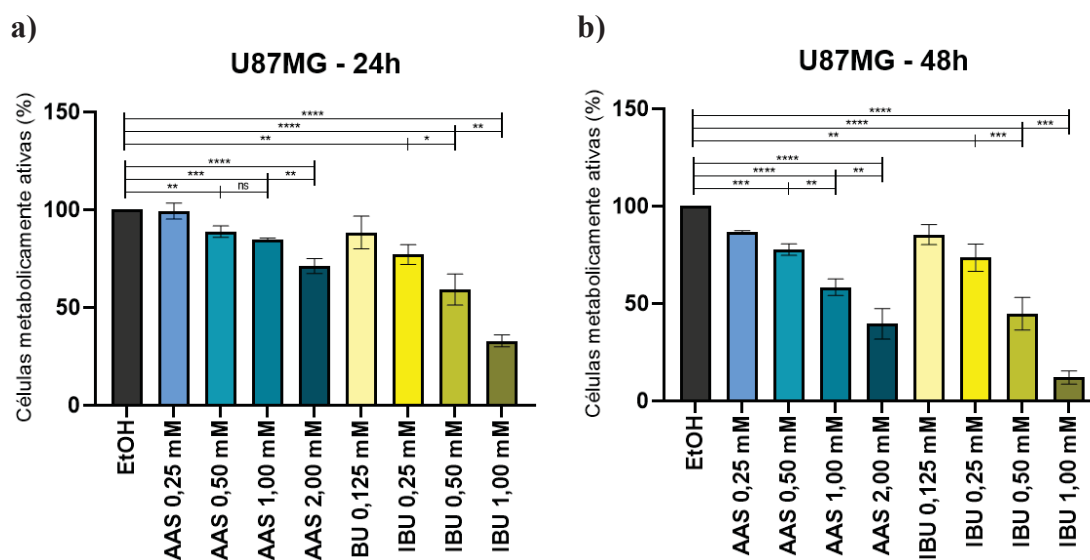 a)
U87MG - 24h
Células metabolicamente ativas (%)
150
100
50
0
****
****
**
**
*
****
***
**
**
ns
EtOH
AAS 0,25 mM
AAS 0,50 mM
AAS 1,00 mM
AAS 2,00 mM
BU 0,125 mM
IBU 0,25 mM
IBU 0,50 mM
IBU 1,00 mM
b)
U87MG - 48h
Células metabolicamente ativas (%)
150
100
50
0
****
****
***
**
***
****
****
**
***
**
EtOH
AAS 0,25 mM
AAS 0,50 mM
AAS 1,00 mM
AAS 2,00 mM
IBU 0,125 mM
IBU 0,25 mM
IBU 0,50 mM
IBU 1,00 mM